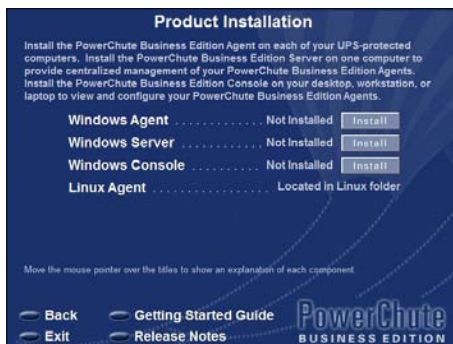 Product Installation
Install the PowerChute Business Edition Agent on each of your UPS-protected
computers. Install the PowerChute Business Edition Server on one computer to
provide centralized management of your PowerChute Business Edition Agents.
Install the PowerChute Business Edition Console on your desktop, workstation, or
laptop to view and configure your PowerChute Business Edition Agents.
Windows Agent . . . . . . . . . . . . Not Installed Install
Windows Server . . . . . . . . . . . Not Installed Install
Windows Console . . . . . . . . . Not Installed Install
Linux Agent . . . . . . . . . . . . . . . . Located in Linux folder
Move the mouse pointer over the titles to show an explanation of each component.
Back Getting Started Guide PowerChute
Exit Release Notes BUSINESS EDITION